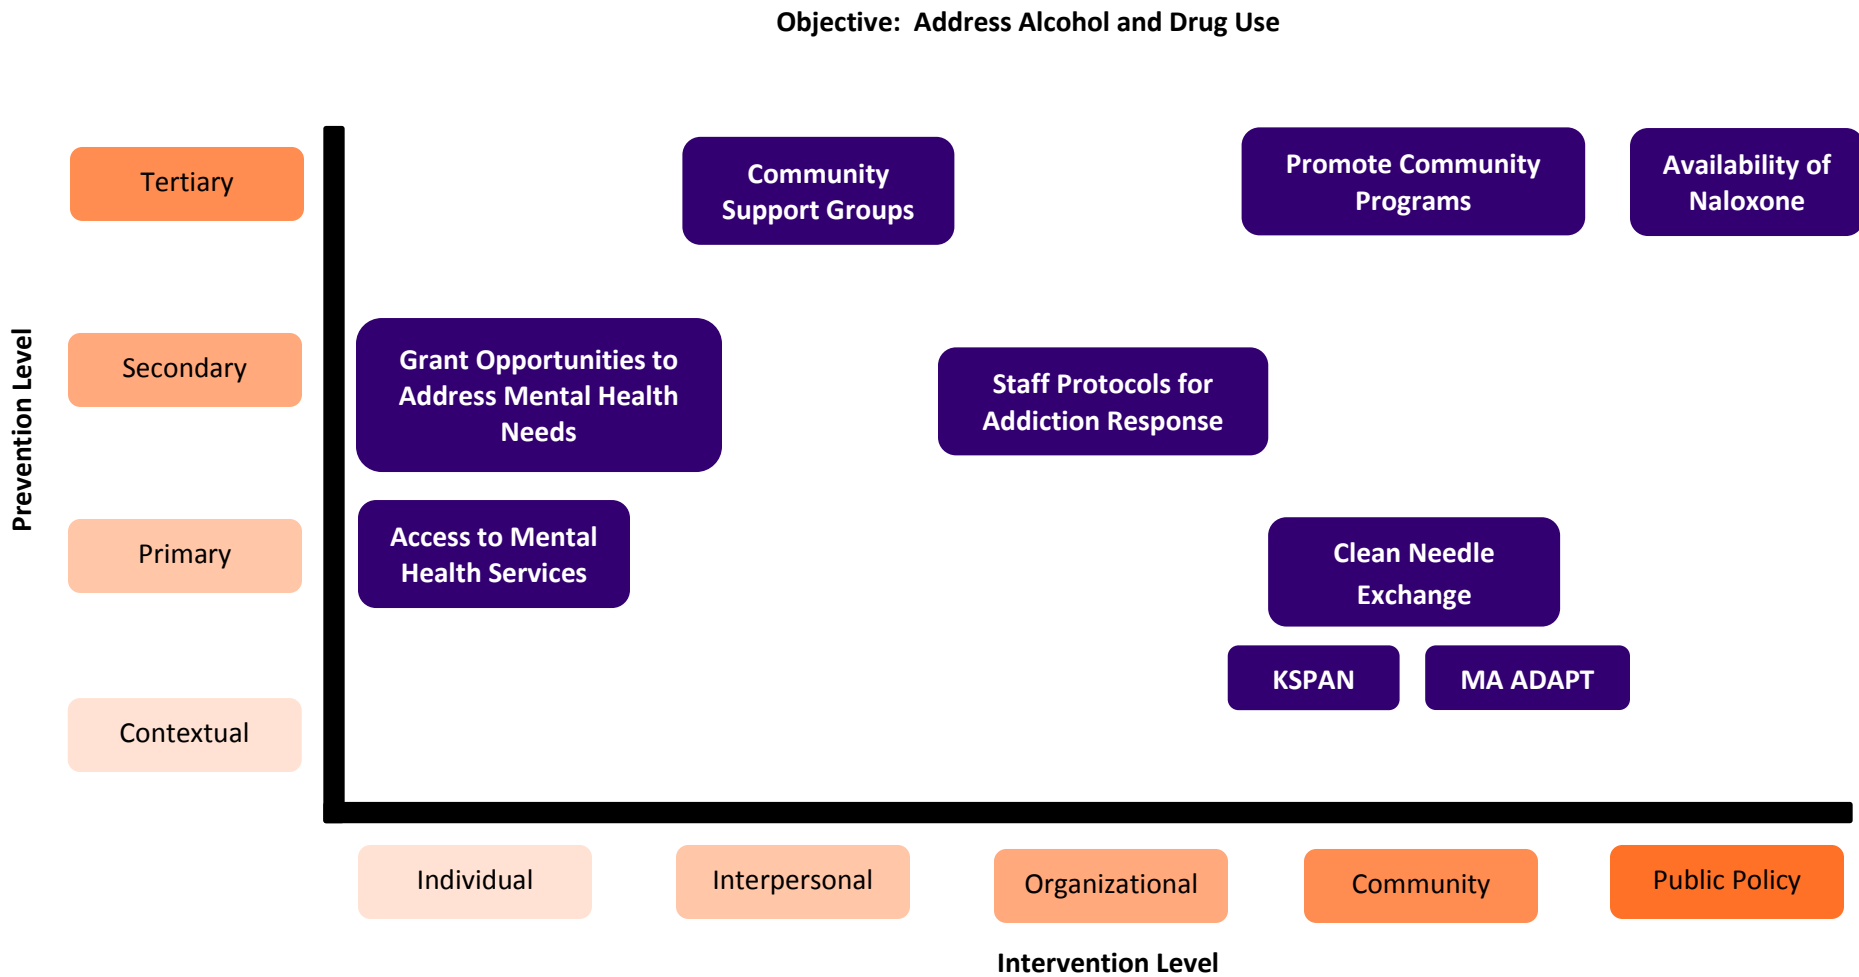 Objective:  Address Alcohol and Drug Use
Prevention Level
Tertiary
Community
Support Groups
Promote Community
Programs
Availability of
Naloxone
Secondary
Grant Opportunities to
Address Mental Health
Needs
Staff Protocols for
Addiction Response
Primary
Access to Mental
Health Services
Clean Needle
Exchange
KSPAN
MA ADAPT
Contextual
Individual
Interpersonal
Organizational
Community
Public Policy
Intervention Level